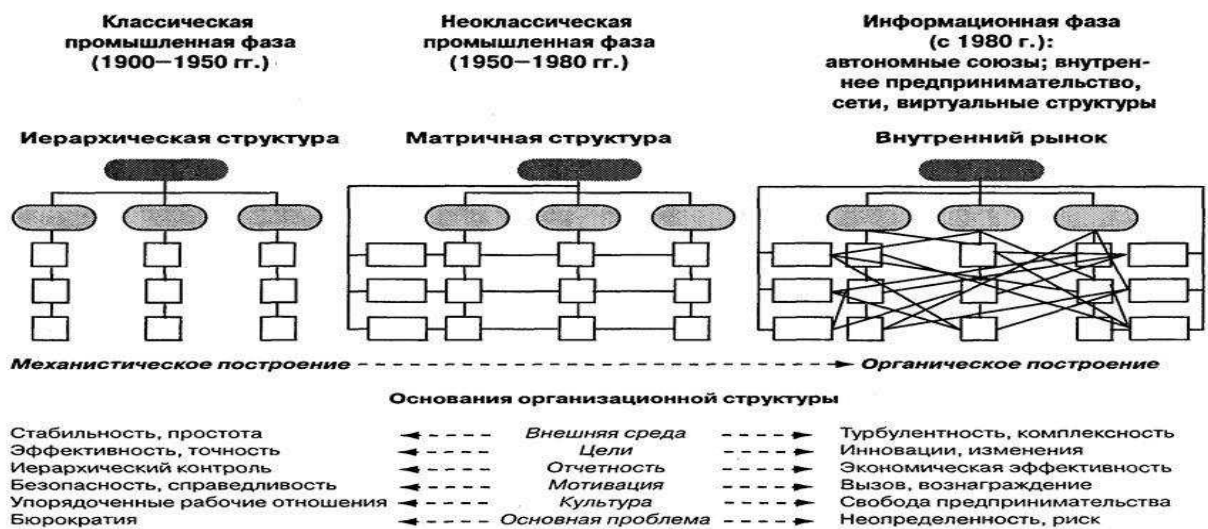 Классическая
промышленная фаза
(1900—1950 гг.)
Неоклассическая
промышленная фаза
(1950—1980 гг.)
Информационная фаза
(с 1980 г.):
автономные союзы; внутрен-
нее предпринимательство,
сети, виртуальные структуры
Иерархическая структура
Матричная структура
Внутренний рынок
Механистическое построение
Органическое построение
Основания организационной структуры
Стабильность, простота Внешняя среда Турбулентность, комплексность
Эффективность, точность Цели Инновации, изменения
Иерархический контроль Отчетность Экономическая эффективность
Безопасность, справедливость Мотивация Вызов, вознаграждение
Упорядоченные рабочие отношения Культура Свобода предпринимательства
Бюрократия Основная проблема Неопределенность, риск